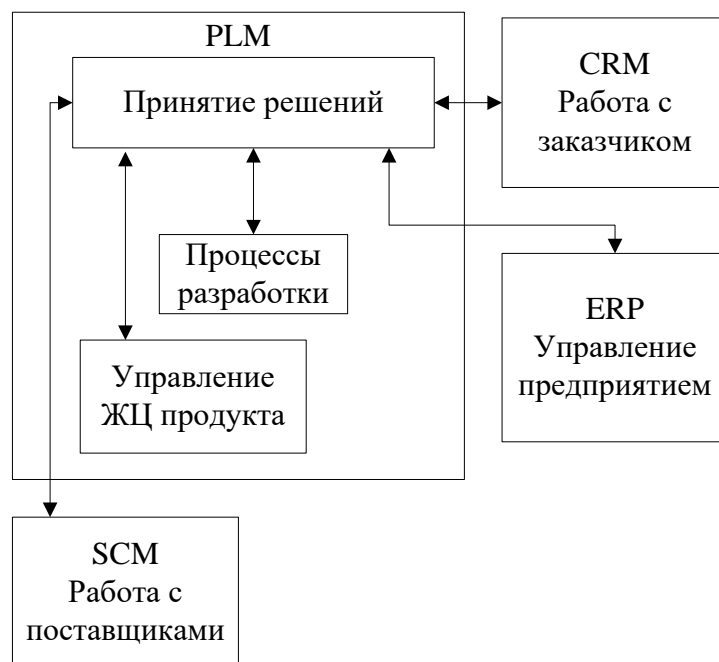 PLM
Принятие решений
CRM
Работа с
заказчиком
Процессы
разработки
ERP
Управление
предприятием
Управление
ЖЦ продукта
SCM
Работа с
поставщиками